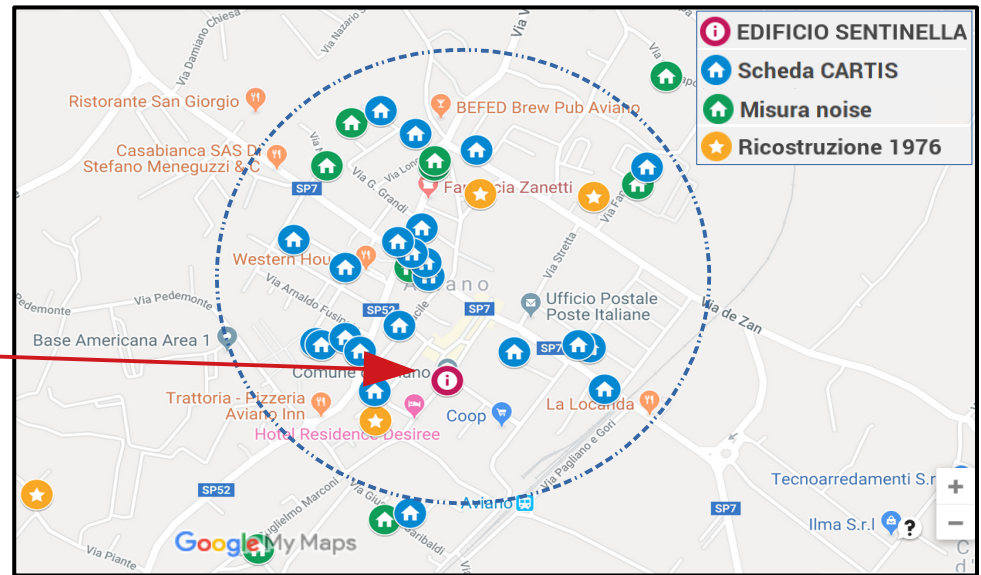 EDIFICIO SENTINELLA
Scheda CARTIS
Misura noise
Ricostruzione 1976
Via Damiano Chiesa
Via Nazario
Via
Ristorante San Giorgio
BEFED Brew Pub Aviano
Casabianca SAS D
Stefano Meneguzzi & C
SP7
Via G. Grandi
Via Stretta
Western Hou
Via Arnaldo Fusin
Via Pedemonte
Pedemonte
SP52
SP7
Ufficio Postale
Poste Italiane
Via de Zan
Base Americana Area 1
SP7
Trattoria - Pizzeria
Aviano Inn
Coop
La Locanda
Hotel Residence Desiree
Via Pagliano e Gori
Tecnoarredamenti S.r
SP52
Guglielmo Marconi
Aviano
SP7
Ilma S.r.l
?
Google My Maps
Via Piante
+
−